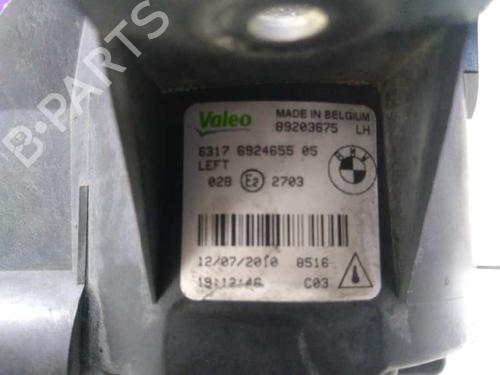 B-PARTS
Valeo
MADE IN BELGIUM
89203675 LH
6317 6924655 05
LEFT
BMW
02B E2 2703
12/07/2010 8516
19:12:46 C03